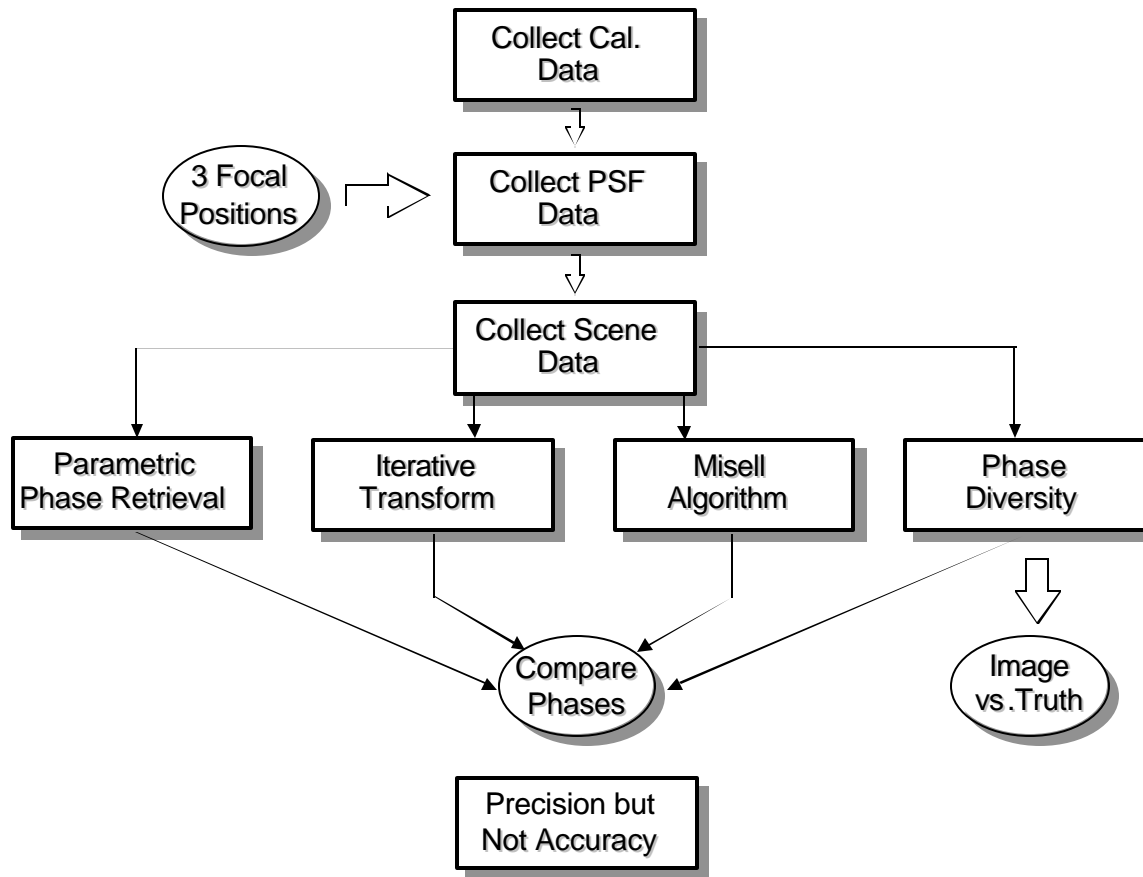 Collect Cal.
Data
3 Focal
Positions
Collect PSF
Data
Collect Scene
Data
Parametric
Phase Retrieval
Iterative
Transform
Misell
Algorithm
Phase
Diversity
Compare
Phases
Image
vs.Truth
Precision but
Not Accuracy